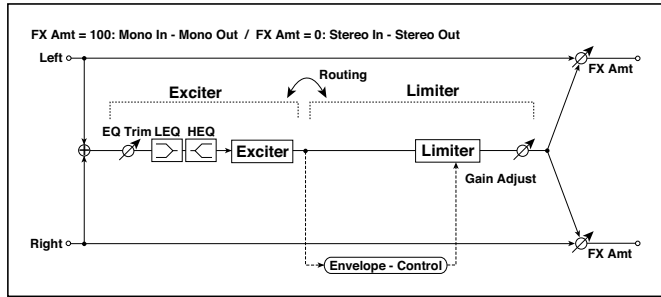 FX Amt = 100: Mono In - Mono Out / FX Amt = 0: Stereo In - Stereo Out
Left
FX Amt
Routing
Exciter
Limiter
EQ Trim LEQ HEQ
Exciter
Limiter
Gain Adjust
Right
FX Amt
Envelope - Control